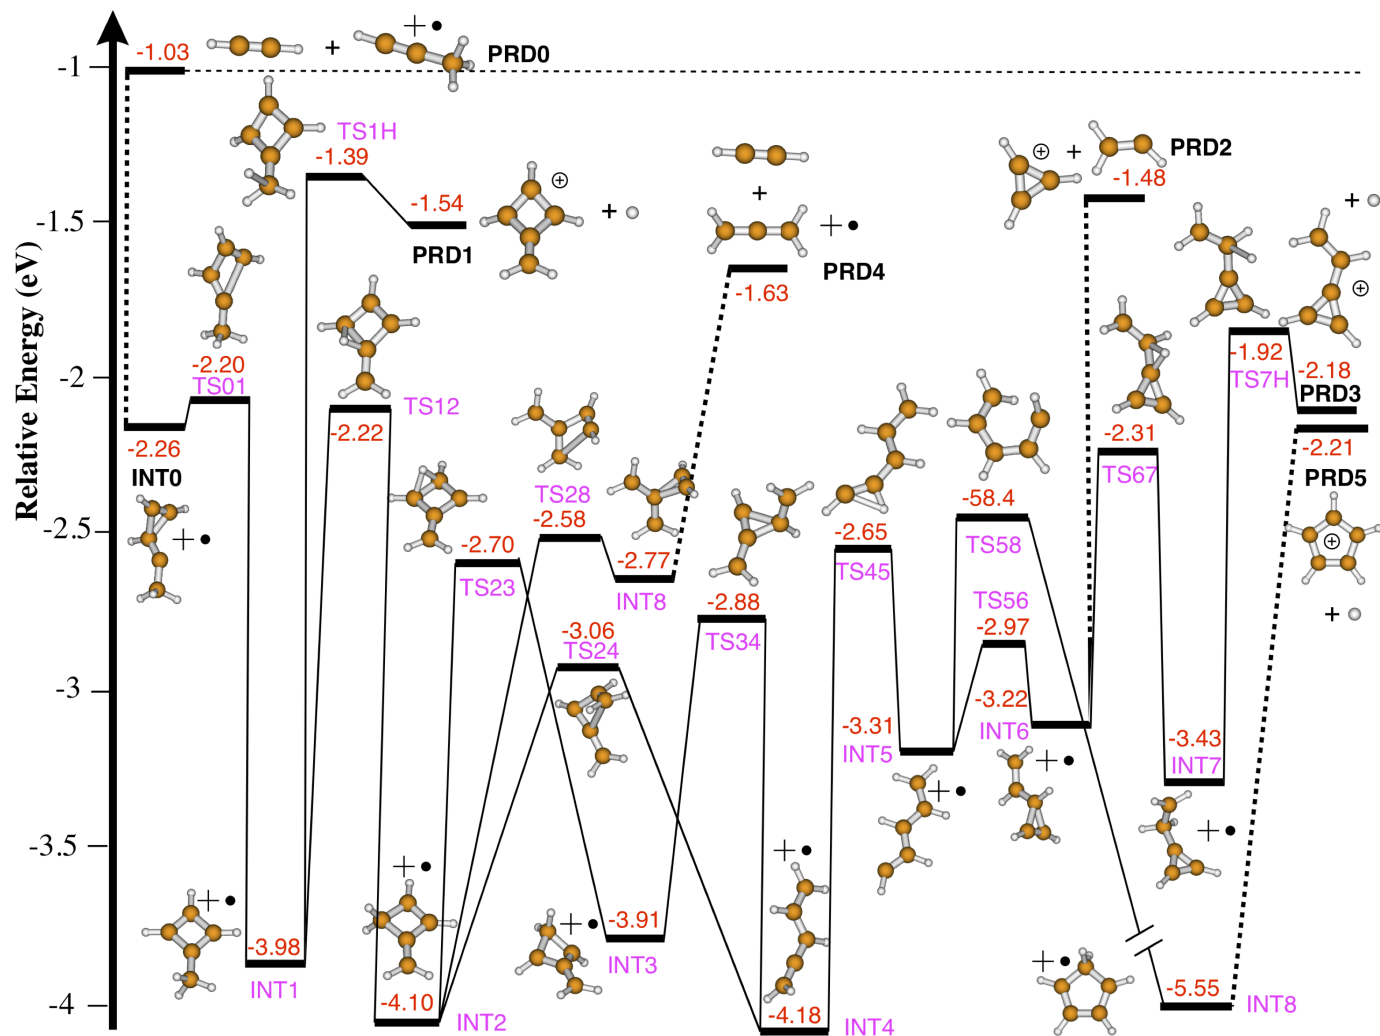 -1.03
+
PRD0
-1
TS1H
-1.39
-1.54
PRD1
+
+
PRD4
-1.63
+
PRD2
-1.48
+
-1.5
-2.20
TS01
-2
-2.26
INT0
TS12
-2.22
TS28
-2.58
-2.77
INT8
-2.70
TS23
-3.06
TS24
-2.88
TS34
-2.65
TS45
-58.4
TS58
TS56
-2.97
-2.31
TS67
-1.92
TS7H
-2.18
PRD3
-2.21
PRD5
+
-2.5
-3
-3.31
INT5
-3.22
INT6
-3.43
INT7
-3.5
-3.98
INT1
-4.10
INT2
-3.91
INT3
-4.18
INT4
-5.55
INT8
-4
Relative Energy (eV)